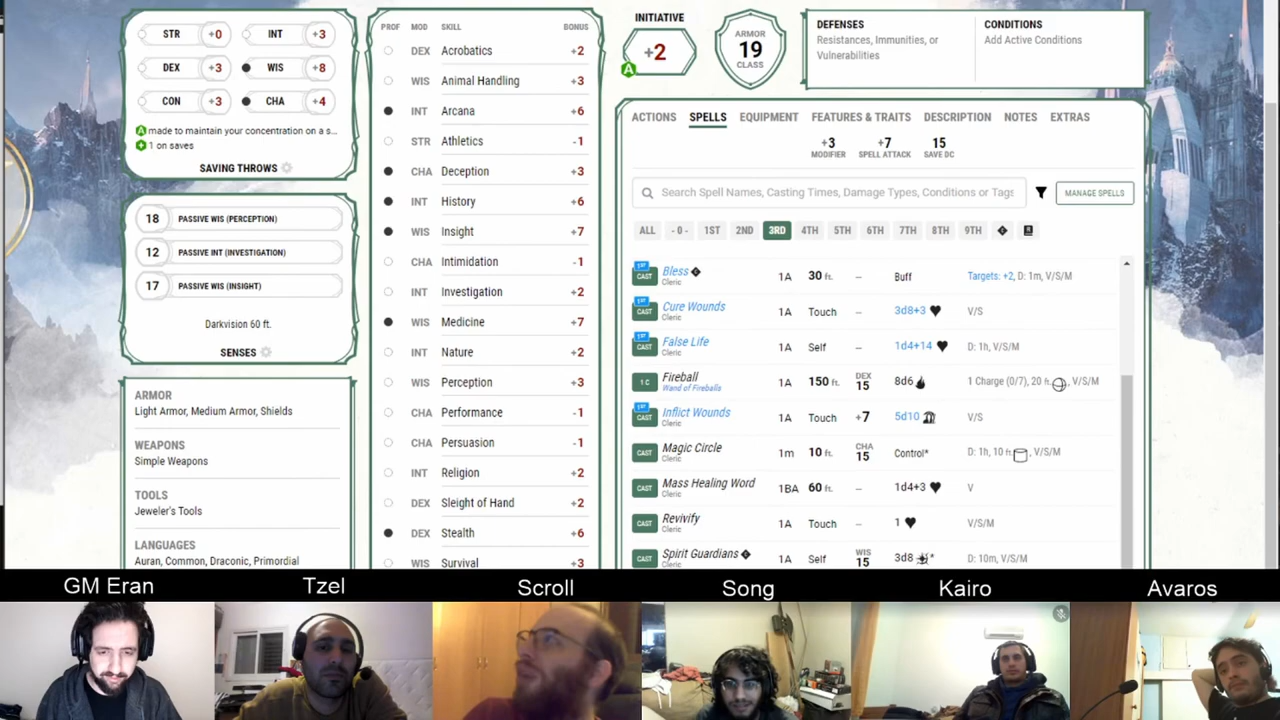 STR +0 INT +3
DEX +3 WIS +8
CON +3 CHA +4
A made to maintain your concentration on a s...
1 on saves
SAVING THROWS
18 PASSIVE WIS (PERCEPTION)
12 PASSIVE INT (INVESTIGATION)
17 PASSIVE WIS (INSIGHT)
Darkvision 60 ft.
SENSES
ARMOR
Light Armor, Medium Armor, Shields
WEAPONS
Simple Weapons
TOOLS
Jeweler's Tools
LANGUAGES
Auran, Common, Draconic, Primordial
PROF MOD SKILL BONUS
DEX Acrobatics +2
WIS Animal Handling +3
INT Arcana +6
STR Athletics -1
CHA Deception +3
INT History +6
WIS Insight +7
CHA Intimidation -1
INT Investigation +2
WIS Medicine +7
INT Nature +2
WIS Perception +3
CHA Performance -1
CHA Persuasion -1
INT Religion +2
DEX Sleight of Hand +2
DEX Stealth +6
WIS Survival +3
INITIATIVE
+2
A
ARMOR
19
CLASS
DEFENSES
Resistances, Immunities, or
Vulnerabilities
CONDITIONS
Add Active Conditions
ACTIONS SPELLS EQUIPMENT FEATURES & TRAITS DESCRIPTION NOTES EXTRAS
+3 +7 15
MODIFIER SPELL ATTACK SAVE DC
Search Spell Names, Casting Times, Damage Types, Conditions or Tags
MANAGE SPELLS
ALL - 0 - 1ST 2ND 3RD 4TH 5TH 6TH 7TH 8TH 9TH
1ST CAST Bless 1A 30 ft. – Buff Targets: +2, D: 1m, V/S/M
Cleric
1ST CAST Cure Wounds 1A Touch – 3d8+3 V/S
Cleric
1ST CAST False Life 1A Self – 1d4+14 D: 1h, V/S/M
Cleric
1 C Fireball 1A 150 ft. DEX 15 8d6 1 Charge (0/7), 20 ft. , V/S/M
Wand of Fireballs
1ST CAST Inflict Wounds 1A Touch +7 5d10 V/S
Cleric
CAST Magic Circle 1m 10 ft. CHA 15 Control* D: 1h, 10 ft. , V/S/M
Cleric
CAST Mass Healing Word 1BA 60 ft. – 1d4+3 V
Cleric
CAST Revivify 1A Touch – 1 V/S/M
Cleric
CAST Spirit Guardians 1A Self WIS 15 3d8 * D: 10m, V/S/M
Cleric
GM Eran Tzel Scroll Song Kairo Avaros